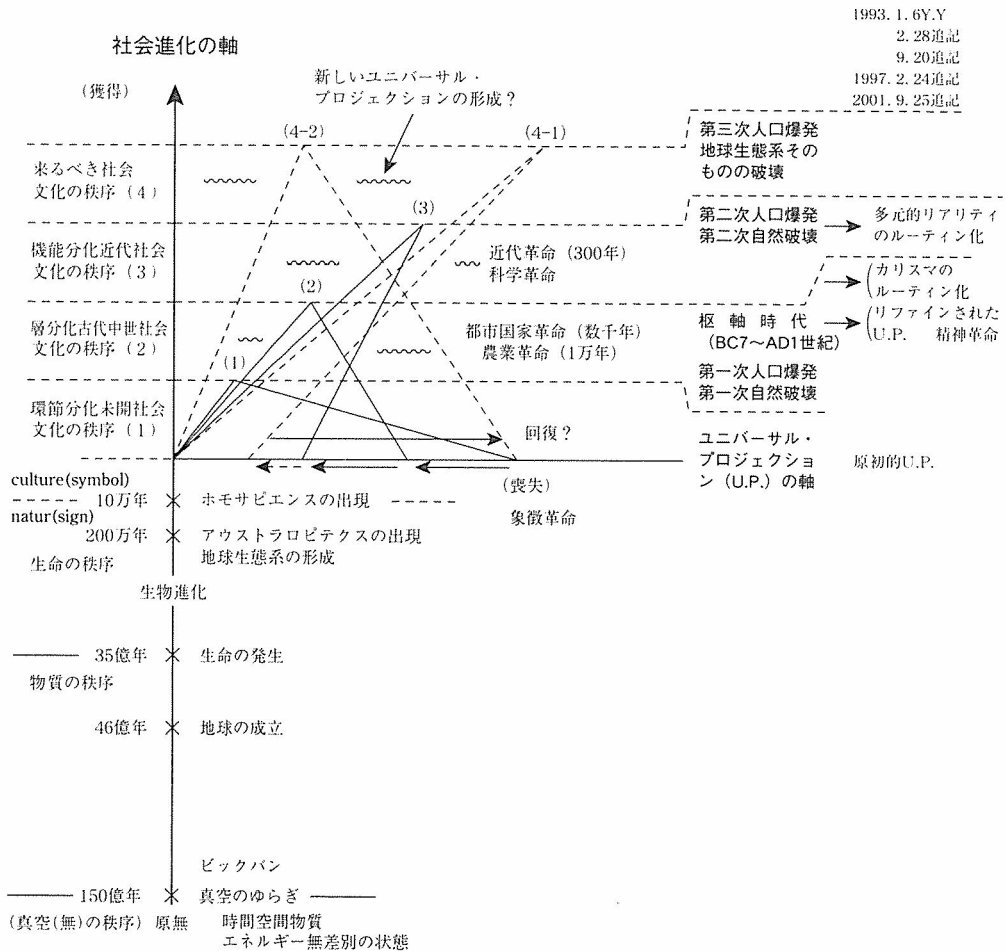 1993. 1. 6Y.Y
2. 28追記
9. 20追記
1997. 2. 24追記
2001. 9. 25追記
社会進化の軸
(獲得)
新しいユニバーサル・
プロジェクションの形成?
(4-2)
(4-1)
第三次人口爆発
地球生態系その
ものの破壊
来るべき社会
文化の秩序(4)
(3)
第二次人口爆発
第二次自然破壊
多元的リアリティ
のルーティン化
機能分化近代社会
文化の秩序(3)
近代革命(300年)
科学革命
(2)
カリスマの
ルーティン化
層分化古代中世社会
文化の秩序(2)
都市国家革命(数千年)
農業革命(1万年)
枢軸時代
(BC7~AD1世紀)
(リファインされた
U.P. 精神革命
(1)
第一次人口爆発
第一次自然破壊
環節分化未開社会
文化の秩序(1)
回復?
ユニバーサル・
プロジェクショ
ン(U.P.)の軸
原初的U.P.
(喪失)
象徴革命
culture(symbol)
10万年
ホモサピエンスの出現
natur(sign)
200万年
アウストラロピテクスの出現
地球生態系の形成
生命の秩序
生物進化
35億年
生命の発生
物質の秩序
46億年
地球の成立
ビックバン
150億年
真空のゆらぎ
(真空(無)の秩序)
原無
時間空間物質
エネルギー無差別の状態